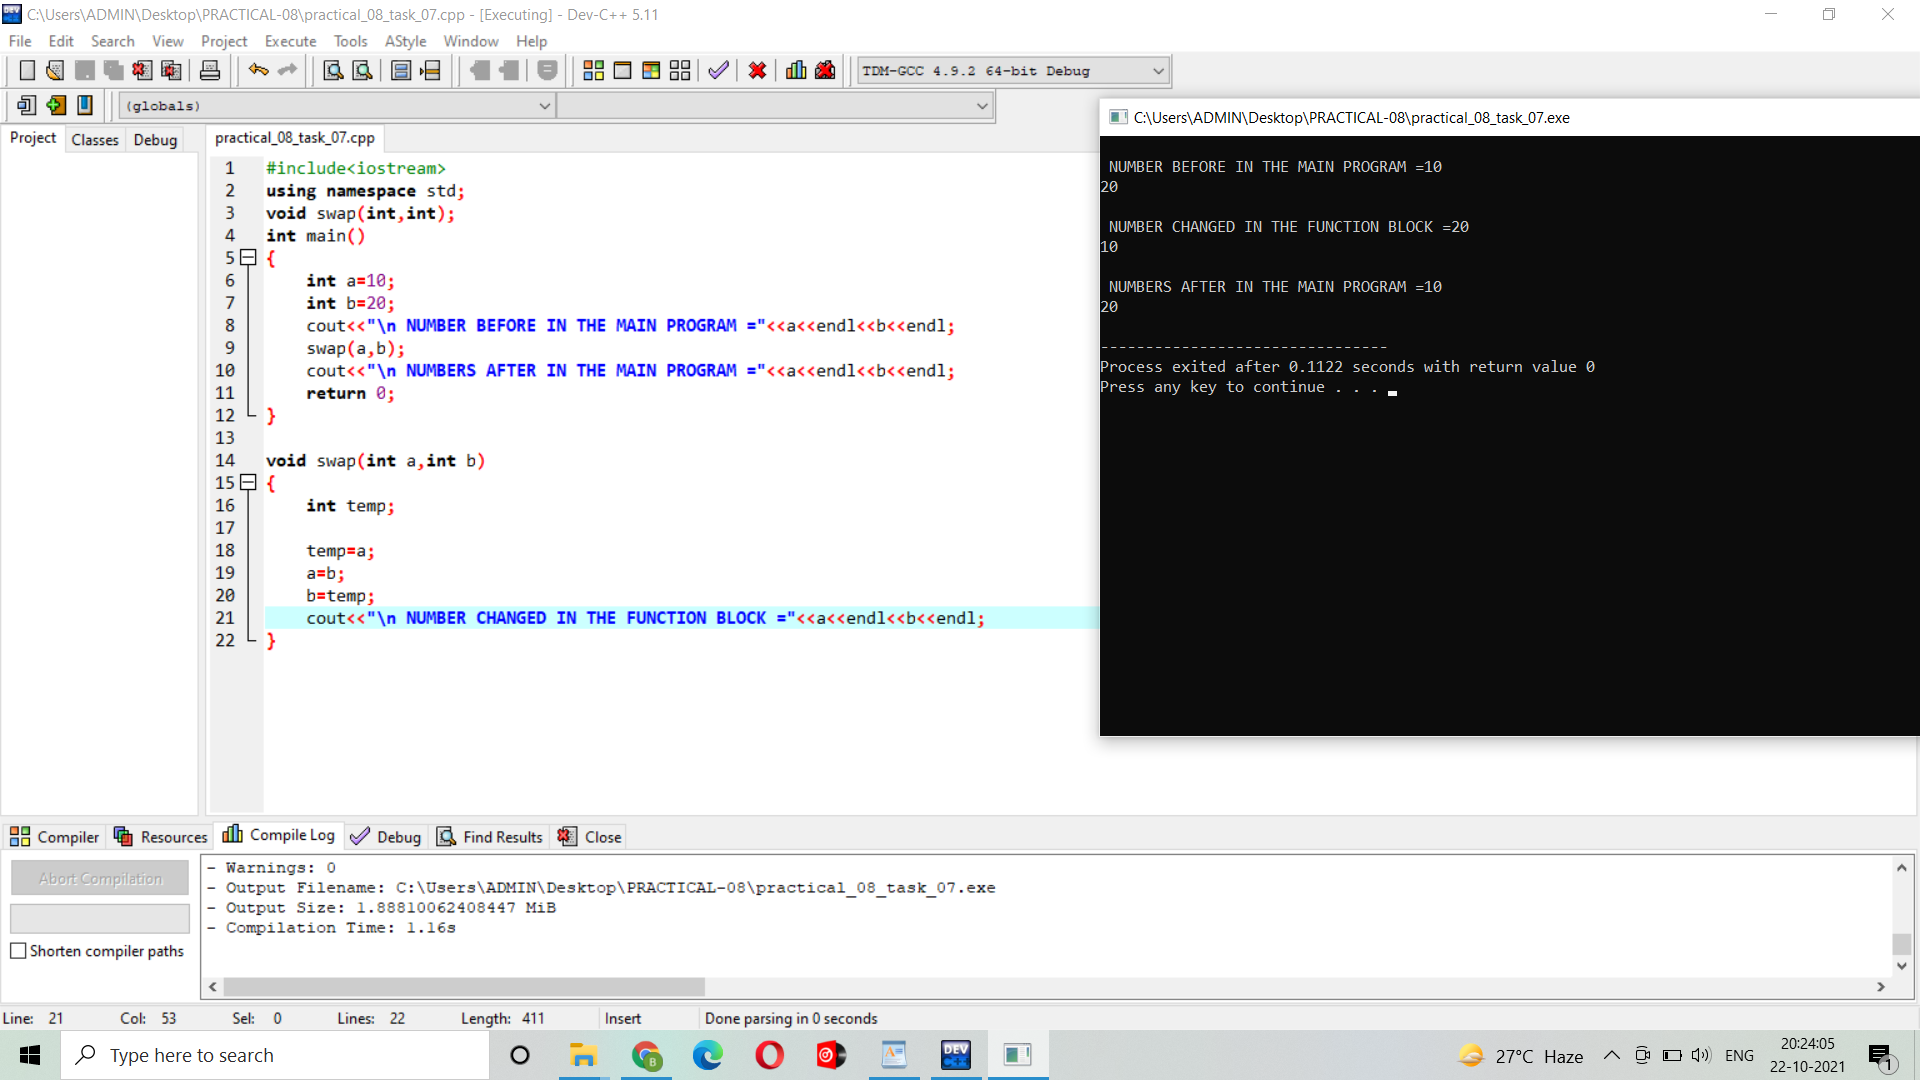 C:\Users\ADMIN\Desktop\PRACTICAL-08\practical_08_task_07.cpp - [Executing] - Dev-C++ 5.11
File Edit Search View Project Execute Tools AStyle Window Help
TDM-GCC 4.9.2 64-bit Debug
(globals)
Project Classes Debug
practical_08_task_07.cpp
1 #include<iostream>
2 using namespace std;
3 void swap(int,int);
4 int main()
5 {
6 int a=10;
7 int b=20;
8 cout<<"\n NUMBER BEFORE IN THE MAIN PROGRAM ="<<a<<endl<<b<<endl;
9 swap(a,b);
10 cout<<"\n NUMBERS AFTER IN THE MAIN PROGRAM ="<<a<<endl<<b<<endl;
11 return 0;
12 }
13
14 void swap(int a,int b)
15 {
16 int temp;
17
18 temp=a;
19 a=b;
20 b=temp;
21 cout<<"\n NUMBER CHANGED IN THE FUNCTION BLOCK ="<<a<<endl<<b<<endl;
22 }
C:\Users\ADMIN\Desktop\PRACTICAL-08\practical_08_task_07.exe
NUMBER BEFORE IN THE MAIN PROGRAM =10
20
NUMBER CHANGED IN THE FUNCTION BLOCK =20
10
NUMBERS AFTER IN THE MAIN PROGRAM =10
20
--------------------------------
Process exited after 0.1122 seconds with return value 0
Press any key to continue . . .
Compiler Resources Compile Log Debug Find Results Close
Abort Compilation
Shorten compiler paths
- Warnings: 0
- Output Filename: C:\Users\ADMIN\Desktop\PRACTICAL-08\practical_08_task_07.exe
- Output Size: 1.88810062408447 MiB
- Compilation Time: 1.16s
Line: 21 Col: 53 Sel: 0 Lines: 22 Length: 411 Insert Done parsing in 0 seconds
Type here to search
DEV C++
27°C Haze
ENG
20:24:05
22-10-2021
1